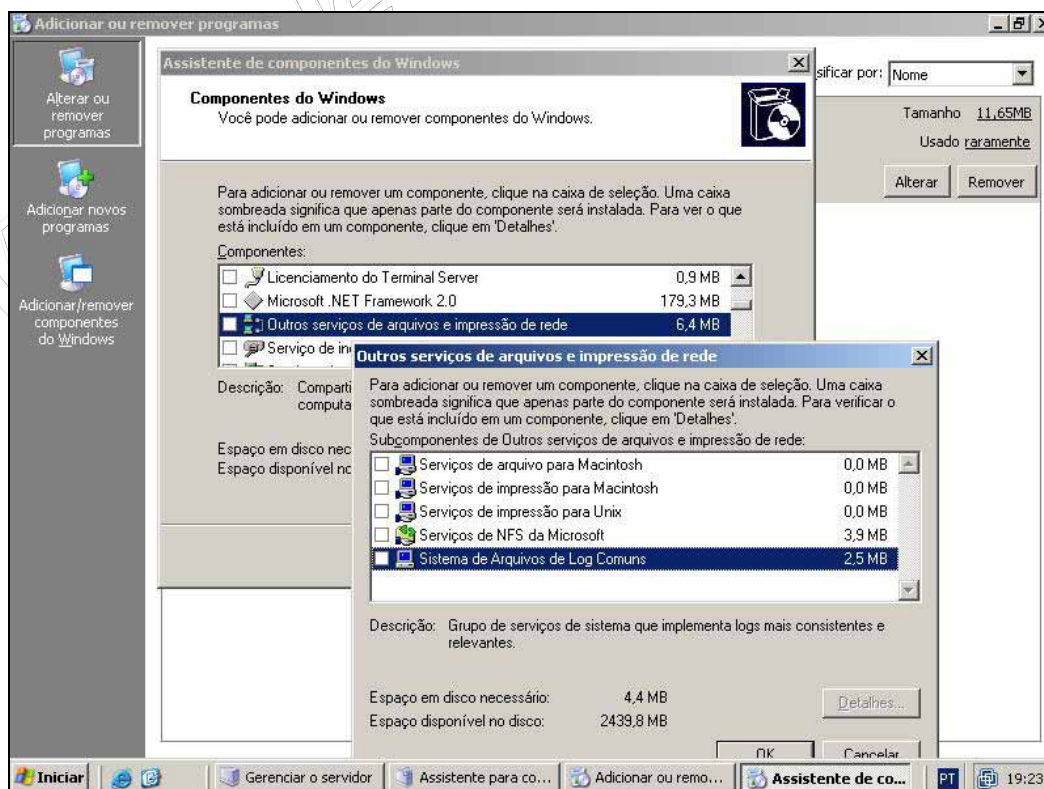 Adicionar ou remover programas
Alterar ou
remover
programas
Adicionar novos
programas
Adicionar/remover
componentes
do Windows
Assistente de componentes do Windows
Componentes do Windows
Você pode adicionar ou remover componentes do Windows.
Para adicionar ou remover um componente, clique na caixa de seleção. Uma caixa
sombreada significa que apenas parte do componente será instalada. Para ver o que
está incluído em um componente, clique em 'Detalhes'.
Componentes:
Licenciamento do Terminal Server 0,9 MB
Microsoft .NET Framework 2.0 179,3 MB
Outros serviços de arquivos e impressão de rede 6,4 MB
Serviço de
Descrição: Comparti
computa
Espaço em disco nec
Espaço disponível no
sificar por: Nome
Tamanho 11,65MB
Usado raramente
Alterar Remover
Outros serviços de arquivos e impressão de rede
Para adicionar ou remover um componente, clique na caixa de seleção. Uma caixa
sombreada significa que apenas parte do componente será instalada. Para verificar o
que está incluído em um componente, clique em 'Detalhes'.
Subcomponentes de Outros serviços de arquivos e impressão de rede:
Serviços de arquivo para Macintosh 0,0 MB
Serviços de impressão para Macintosh 0,0 MB
Serviços de impressão para Unix 0,0 MB
Serviços de NFS da Microsoft 3,9 MB
Sistema de Arquivos de Log Comuns 2,5 MB
Descrição: Grupo de serviços de sistema que implementa logs mais consistentes e
relevantes.
Espaço em disco necessário: 4,4 MB
Espaço disponível no disco: 2439,8 MB
Detalhes...
OK Cancelar
Iniciar Gerenciar o servidor Assistente para co... Adicionar ou remo... Assistente de co... PT 19:23